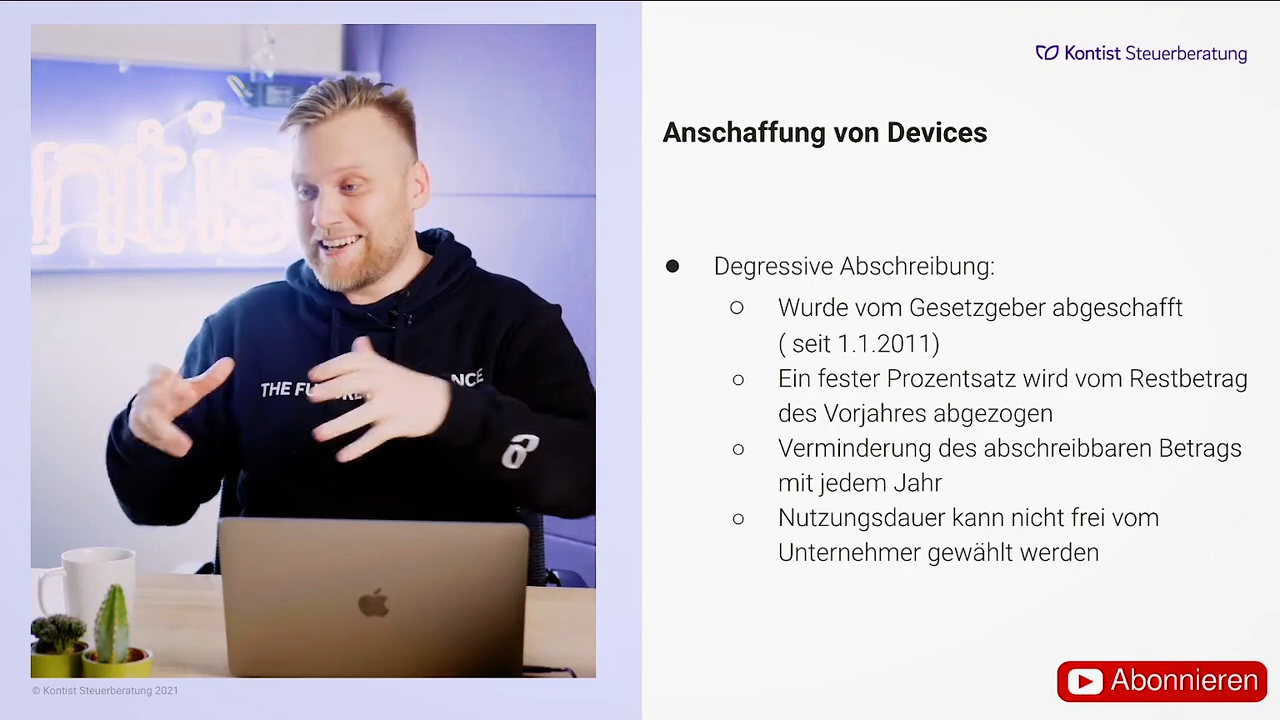 Kontist Steuerberatung
Anschaffung von Devices
● Degressive Abschreibung:
○ Wurde vom Gesetzgeber abgeschafft
( seit 1.1.2011)
○ Ein fester Prozentsatz wird vom Restbetrag
des Vorjahres abgezogen
○ Verminderung des abschreibbaren Betrags
mit jedem Jahr
○ Nutzungsdauer kann nicht frei vom
Unternehmer gewählt werden
THE
© Kontist Steuerberatung 2021
Abonnieren